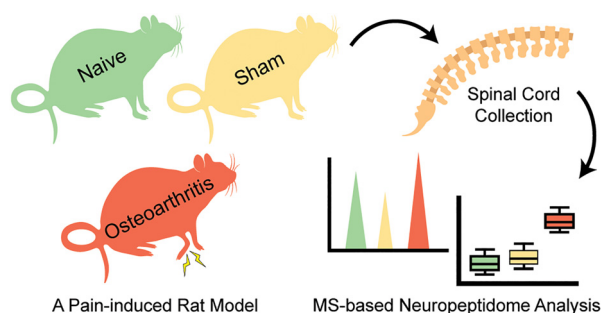 Naive
Sham
Spinal Cord
Collection
Osteoarthritis
A Pain-induced Rat Model
MS-based Neuropeptidome Analysis